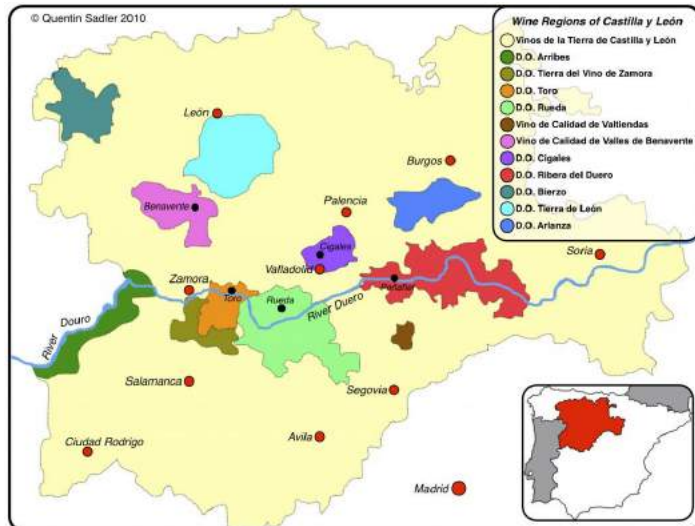 © Quentin Sadler 2010
Wine Regions of Castilla y León
Vinos de la Tierra de Castilla y León
D.O. Arribes
D.O. Tierra del Vino de Zamora
D.O. Toro
D.O. Rueda
Vino de Calidad de Valtiendas
Vino de Calidad de Valles de Benavente
D.O. Cigales
D.O. Ribera del Duero
D.O. Bierzo
D.O. Tierra de León
D.O. Arlanza
León
Burgos
Benavente
Palencia
Cigales
Soria
Valladolid
Zamora
Toro
Rueda
Peñafiel
River Duero
River Douro
Salamanca
Segovia
Ciudad Rodrigo
Avila
Madrid